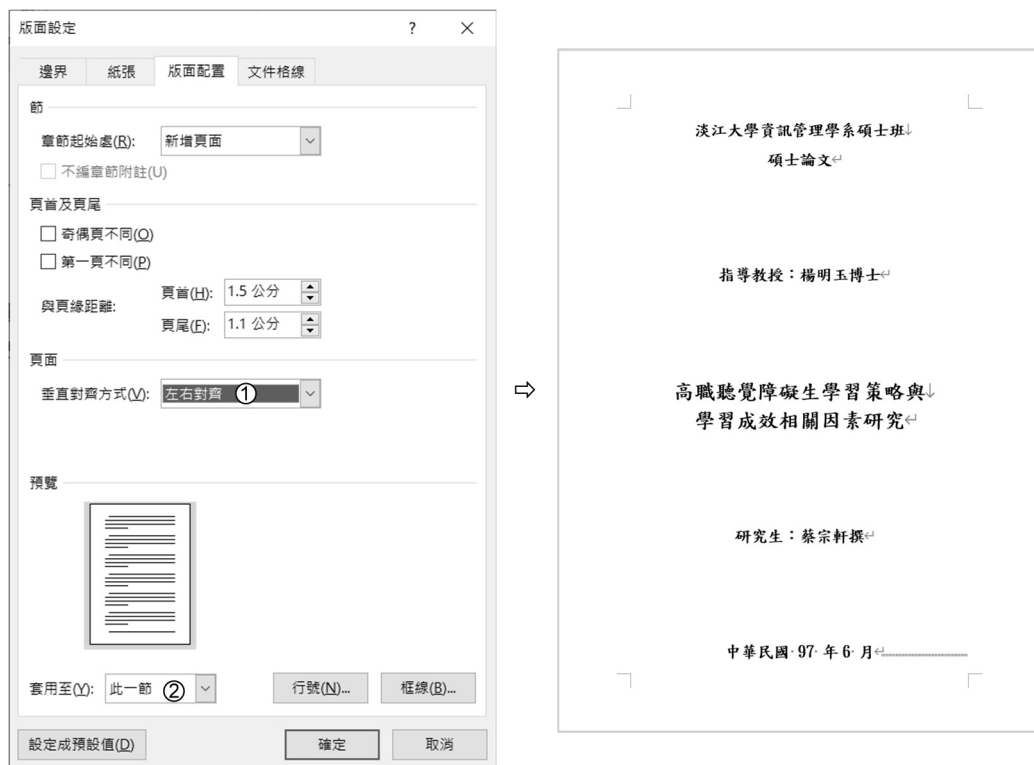 版面設定
邊界 紙張 版面配置 文件格線
節
章節起始處(R): 新增頁面
不編章節附註(U)
頁首及頁尾
奇偶頁不同(O)
第一頁不同(P)
與頁緣距離:
頁首(H): 1.5 公分
頁尾(F): 1.1 公分
頁面
垂直對齊方式(V): 左右對齊 ①
預覽
套用至(Y): 此一節 ② 行號(N)... 框線(B)...
設定成預設值(D) 確定 取消
淡江大學資訊管理學系碩士班↓
碩士論文↵
指導教授：楊明玉博士↵
高職聽覺障礙生學習策略與↓
學習成效相關因素研究↵
研究生：蔡宗軒撰↵
中華民國·97·年·6·月↵